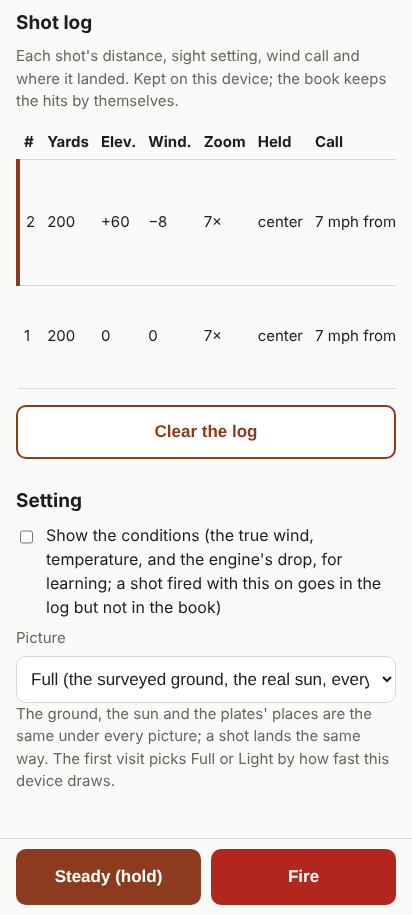 Shot log
Each shot's distance, sight setting, wind call and
where it landed. Kept on this device; the book keeps
the hits by themselves.
# Yards Elev. Wind. Zoom Held Call
2 200 +60 −8 7× center 7 mph from
1 200 0 0 7× center 7 mph from
Clear the log
Setting
Show the conditions (the true wind,
temperature, and the engine's drop, for
learning; a shot fired with this on goes in the
log but not in the book)
Picture
Full (the surveyed ground, the real sun, every
The ground, the sun and the plates' places are the
same under every picture; a shot lands the same
way. The first visit picks Full or Light by how fast this
device draws.
Steady (hold)
Fire